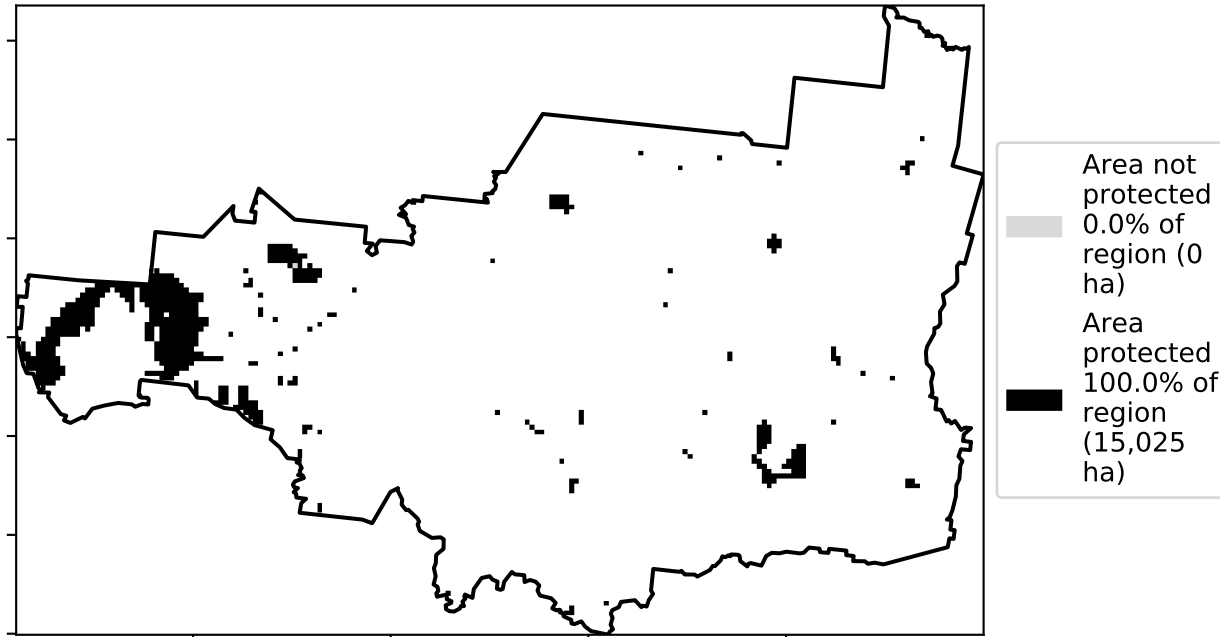 Area not
protected
0.0% of
region (0
ha)
Area
protected
100.0% of
region
(15,025
ha)